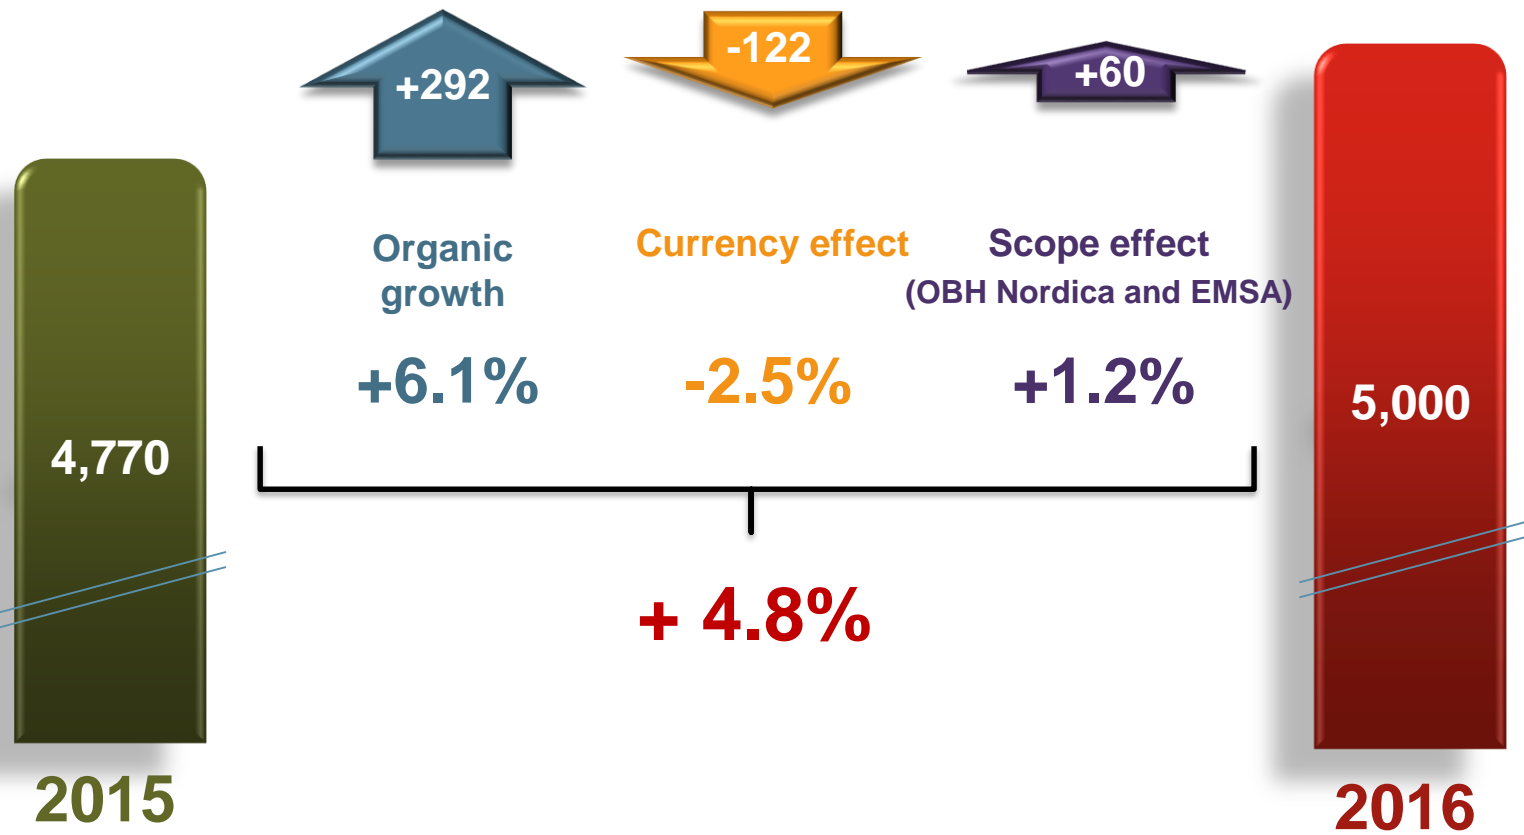 +292
-122
+60
Organic
growth
Currency effect
Scope effect
(OBH Nordica and EMSA)
+6.1%
-2.5%
+1.2%
4,770
5,000
+ 4.8%
2015
2016